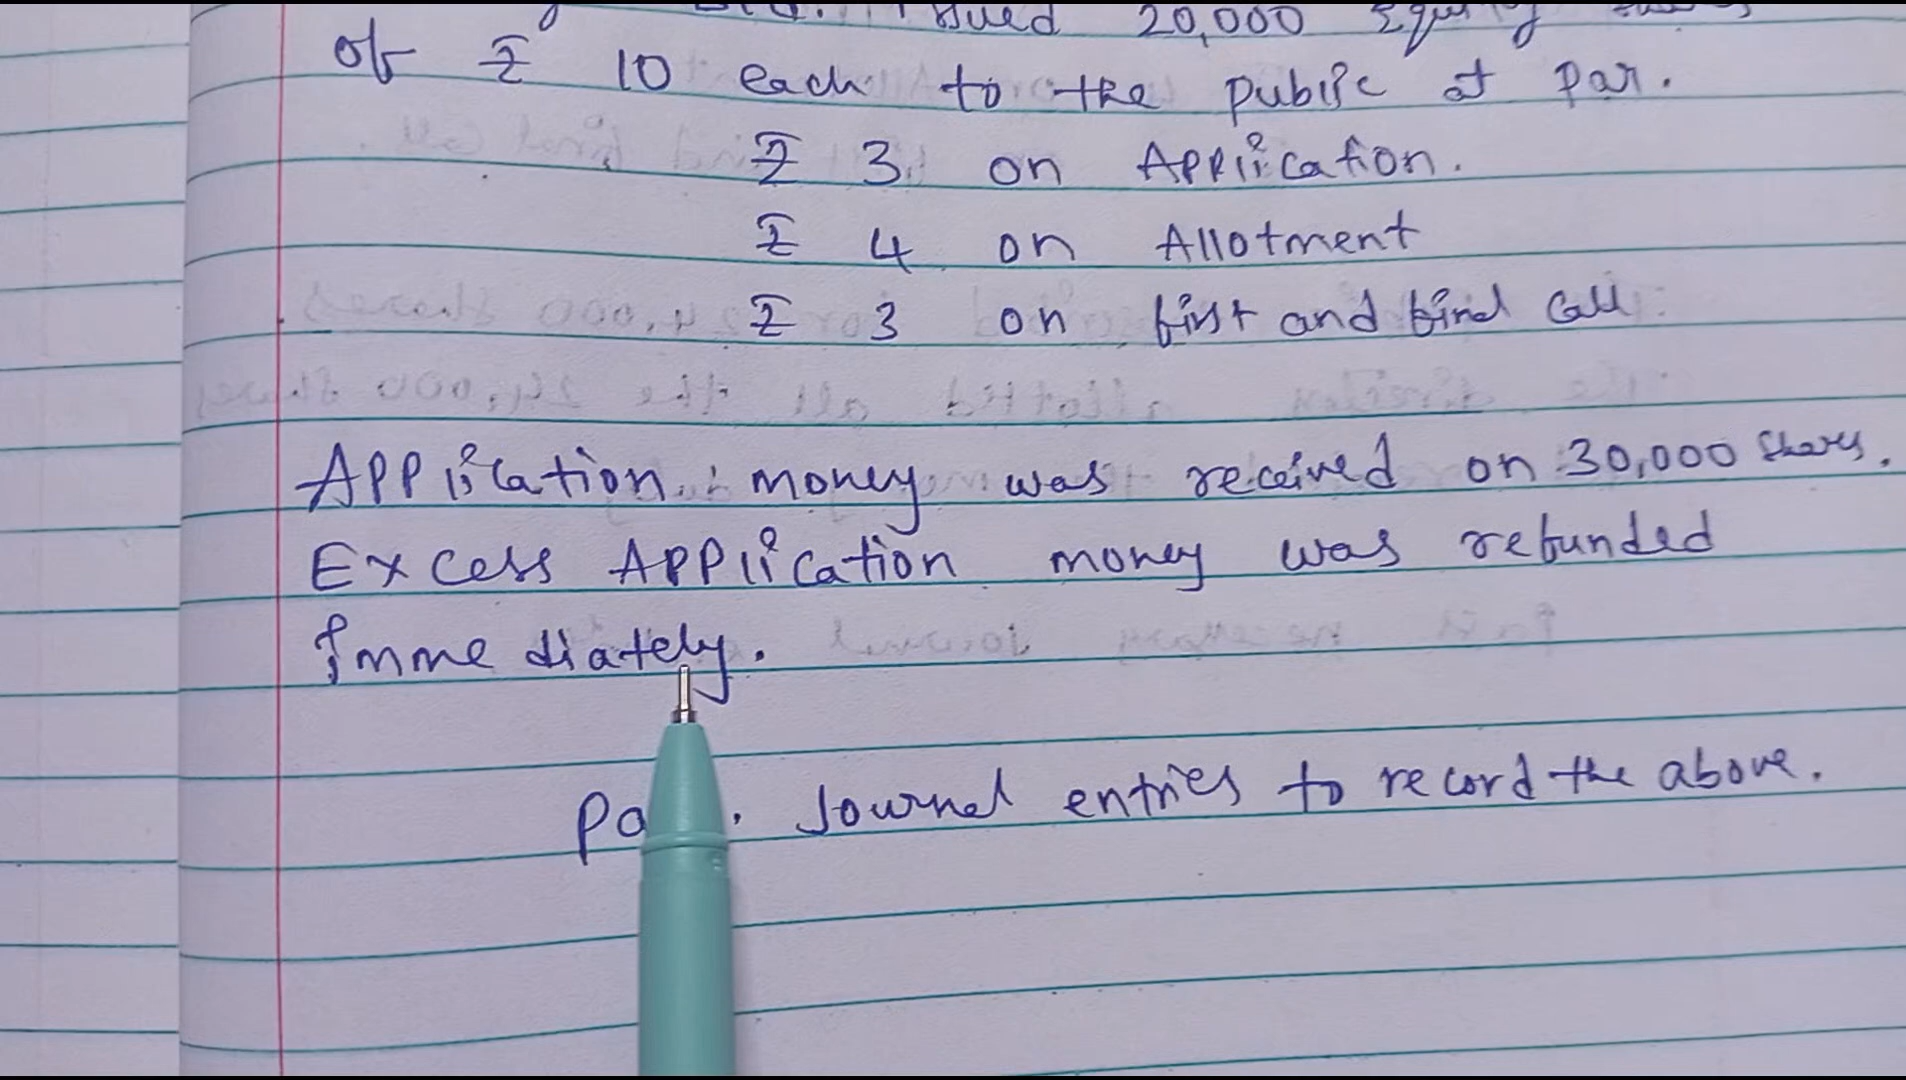 20,000 Equity
of ₹ 10 each to the public at par.
₹ 3 on Application.
₹ 4 on Allotment
₹ 3 on first and final call
Application money was received on 30,000 shares.
Excess Application money was refunded
Immediately.
Journal entries to record the above.